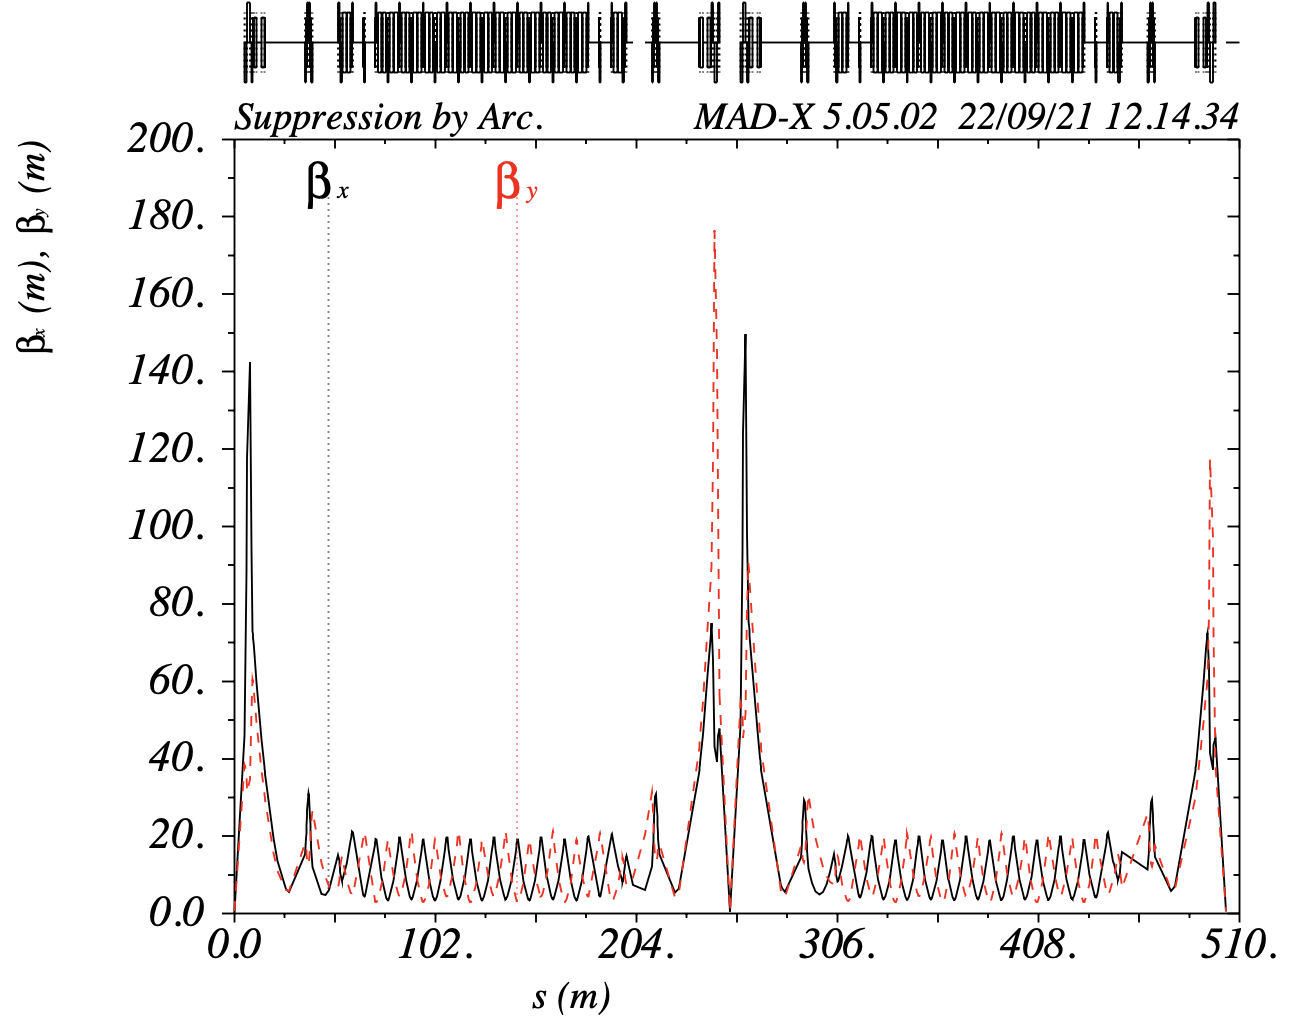 Suppression by Arc. MAD-X 5.05.02 22/09/21 12.14.34
βx (m), βy (m)
βx
βy
200.
180.
160.
140.
120.
100.
80.
60.
40.
20.
0.0
0.0 102. 204. 306. 408. 510.
s (m)